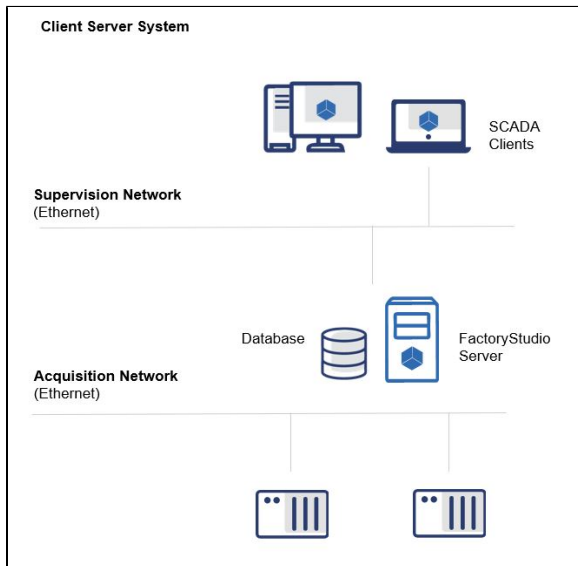 Client Server System
SCADA
Clients
Supervision Network
(Ethernet)
Database
FactoryStudio
Server
Acquisition Network
(Ethernet)